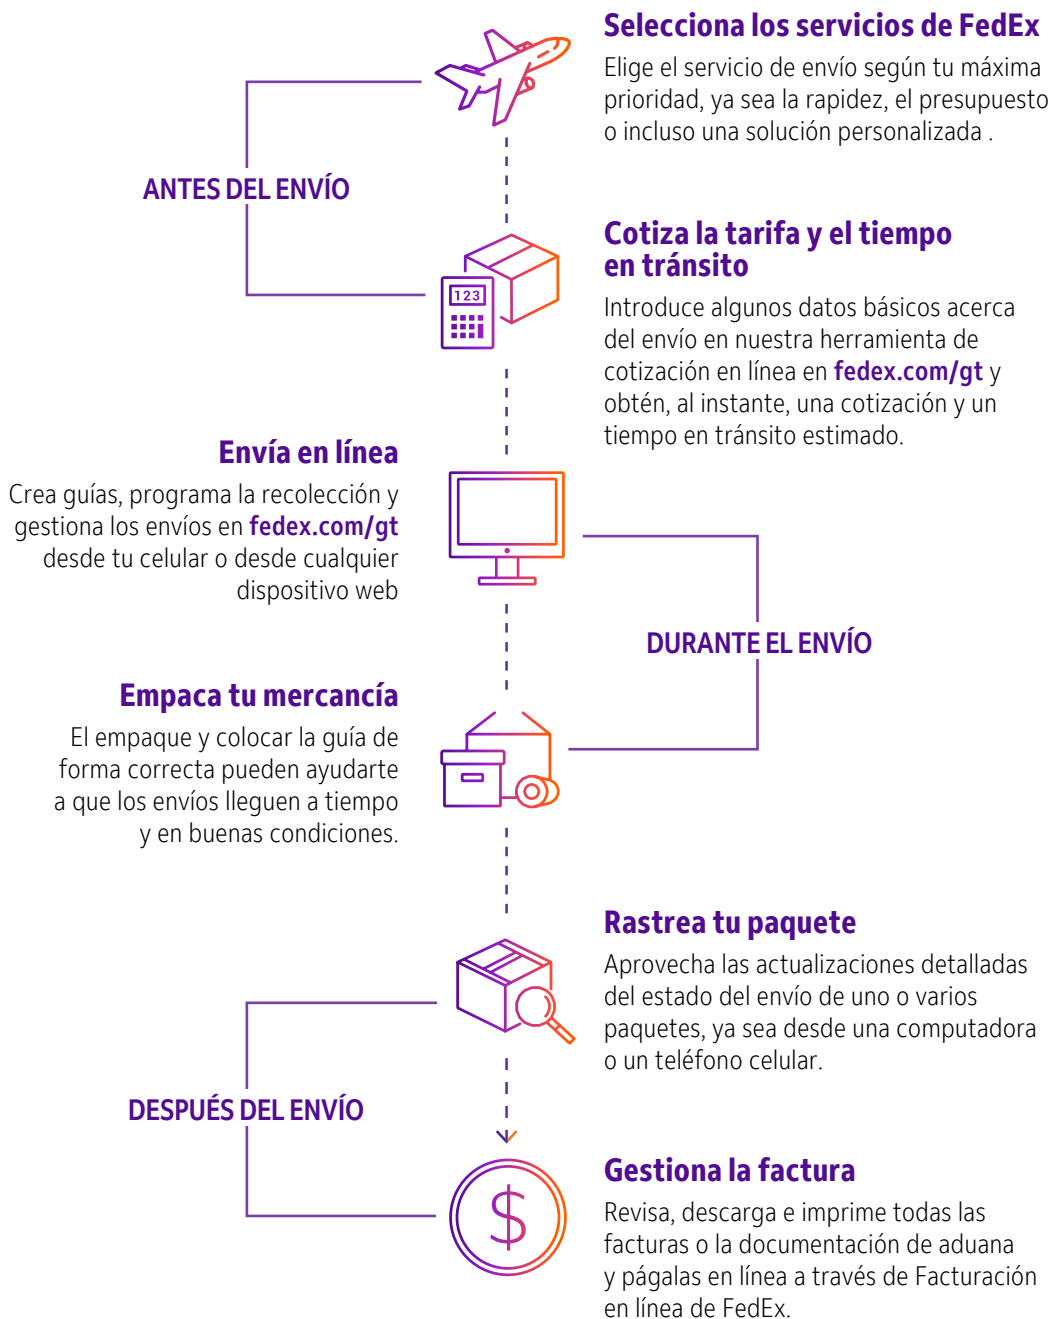 Selecciona los servicios de FedEx
Elige el servicio de envío según tu máxima
prioridad, ya sea la rapidez, el presupuesto
o incluso una solución personalizada .
ANTES DEL ENVÍO
Cotiza la tarifa y el tiempo
en tránsito
123
Introduce algunos datos básicos acerca
del envío en nuestra herramienta de
cotización en línea en fedex.com/gt y
obtén, al instante, una cotización y un
tiempo en tránsito estimado.
Envía en línea
Crea guías, programa la recolección y
gestiona los envíos en fedex.com/gt
desde tu celular o desde cualquier
dispositivo web
DURANTE EL ENVÍO
Empaca tu mercancía
El empaque y colocar la guía de
forma correcta pueden ayudarte
a que los envíos lleguen a tiempo
y en buenas condiciones.
Rastrea tu paquete
Aprovecha las actualizaciones detalladas
del estado del envío de uno o varios
paquetes, ya sea desde una computadora
o un teléfono celular.
DESPUÉS DEL ENVÍO
Gestiona la factura
$
Revisa, descarga e imprime todas las
facturas o la documentación de aduana
y págalas en línea a través de Facturación
en línea de FedEx.